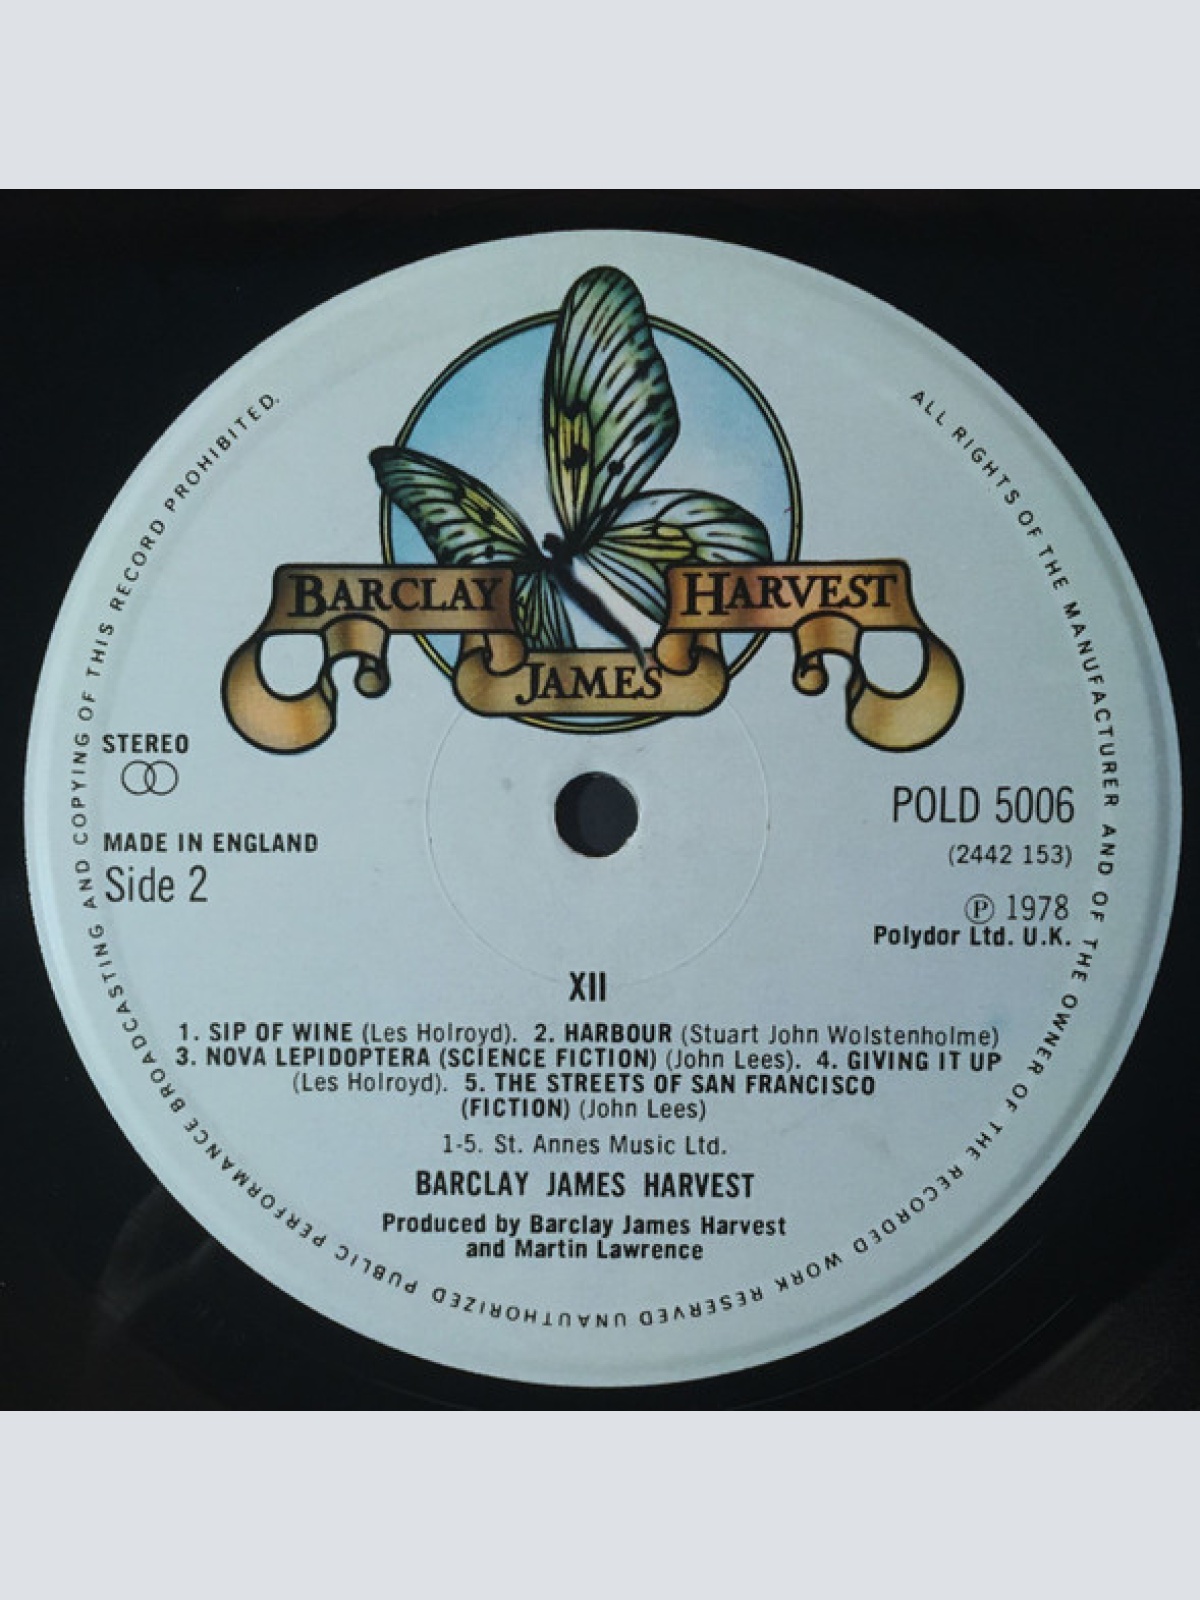 BARCLAY
HARVEST
JAMES
STEREO
MADE IN ENGLAND
Side 2
POLD 5006
(2442 153)
Ⓟ 1978
Polydor Ltd. U.K.
XII
1. SIP OF WINE (Les Holroyd). 2. HARBOUR (Stuart John Wolstenholme)
3. NOVA LEPIDOPTERA (SCIENCE FICTION) (John Lees). 4. GIVING IT UP
(Les Holroyd). 5. THE STREETS OF SAN FRANCISCO
(FICTION) (John Lees)
1-5. St. Annes Music Ltd.
BARCLAY JAMES HARVEST
Produced by Barclay James Harvest
and Martin Lawrence
ALL RIGHTS OF THE MANUFACTURER AND OF THE OWNER OF THE RECORDED WORK RESERVED UNAUTHORIZED PUBLIC PERFORMANCE BROADCASTING AND COPYING OF THIS RECORD PROHIBITED.